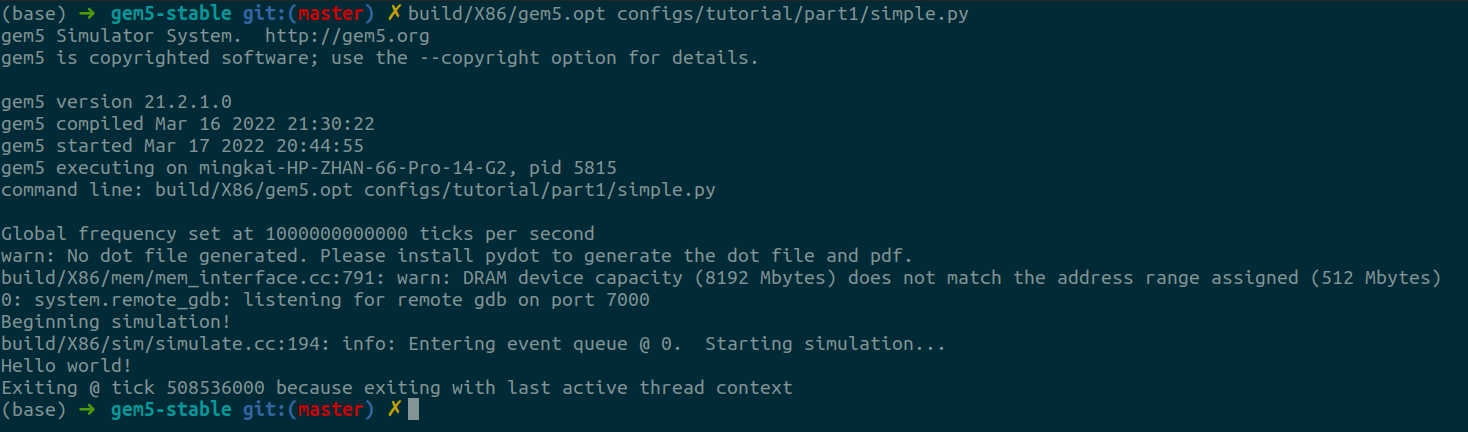 (base) ➜ gem5-stable git:(master) ✗ build/X86/gem5.opt configs/tutorial/part1/simple.py
gem5 Simulator System.  http://gem5.org
gem5 is copyrighted software; use the --copyright option for details.
gem5 version 21.2.1.0
gem5 compiled Mar 16 2022 21:30:22
gem5 started Mar 17 2022 20:44:55
gem5 executing on mingkai-HP-ZHAN-66-Pro-14-G2, pid 5815
command line: build/X86/gem5.opt configs/tutorial/part1/simple.py
Global frequency set at 1000000000000 ticks per second
warn: No dot file generated. Please install pydot to generate the dot file and pdf.
build/X86/mem/mem_interface.cc:791: warn: DRAM device capacity (8192 Mbytes) does not match the address range assigned (512 Mbytes)
0: system.remote_gdb: listening for remote gdb on port 7000
Beginning simulation!
build/X86/sim/simulate.cc:194: info: Entering event queue @ 0.  Starting simulation...
Hello world!
Exiting @ tick 508536000 because exiting with last active thread context
(base) ➜ gem5-stable git:(master) ✗